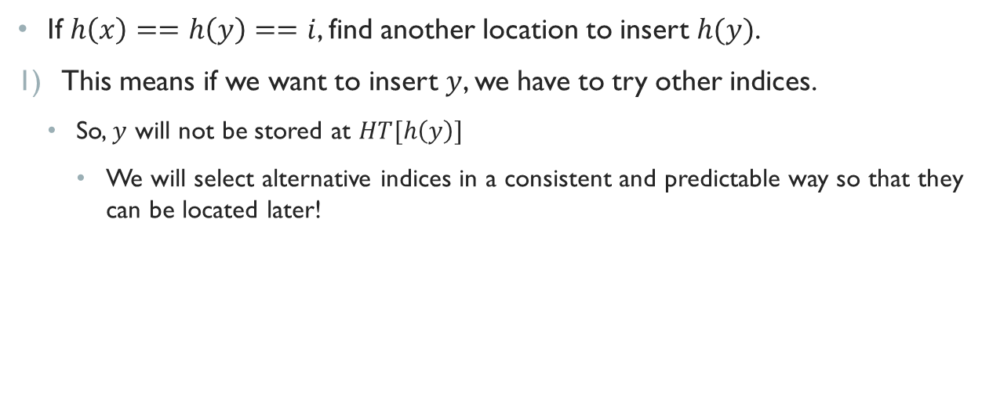 • If h(x) == h(y) == i, find another location to insert h(y).
1) This means if we want to insert y, we have to try other indices.
• So, y will not be stored at HT[h(y)]
• We will select alternative indices in a consistent and predictable way so that they
can be located later!